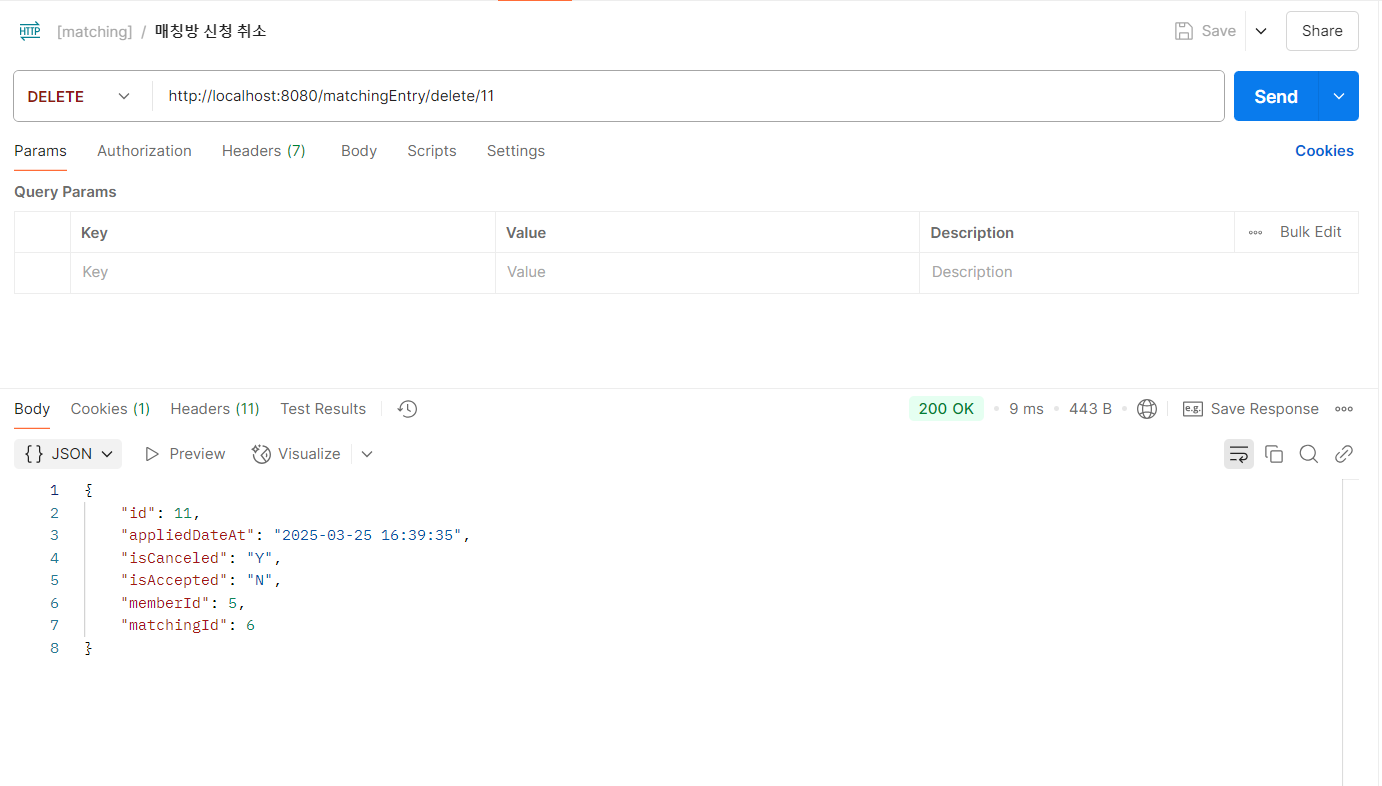 HTTP [matching] / 매칭방 신청 취소 Save Share
DELETE http://localhost:8080/matchingEntry/delete/11 Send
Params Authorization Headers (7) Body Scripts Settings Cookies
Query Params
Key Value Description Bulk Edit
Key Value Description
Body Cookies (1) Headers (11) Test Results 200 OK 9 ms 443 B e.g. Save Response
{} JSON Preview Visualize
1 {
2 "id": 11,
3 "appliedDateAt": "2025-03-25 16:39:35",
4 "isCanceled": "Y",
5 "isAccepted": "N",
6 "memberId": 5,
7 "matchingId": 6
8 }